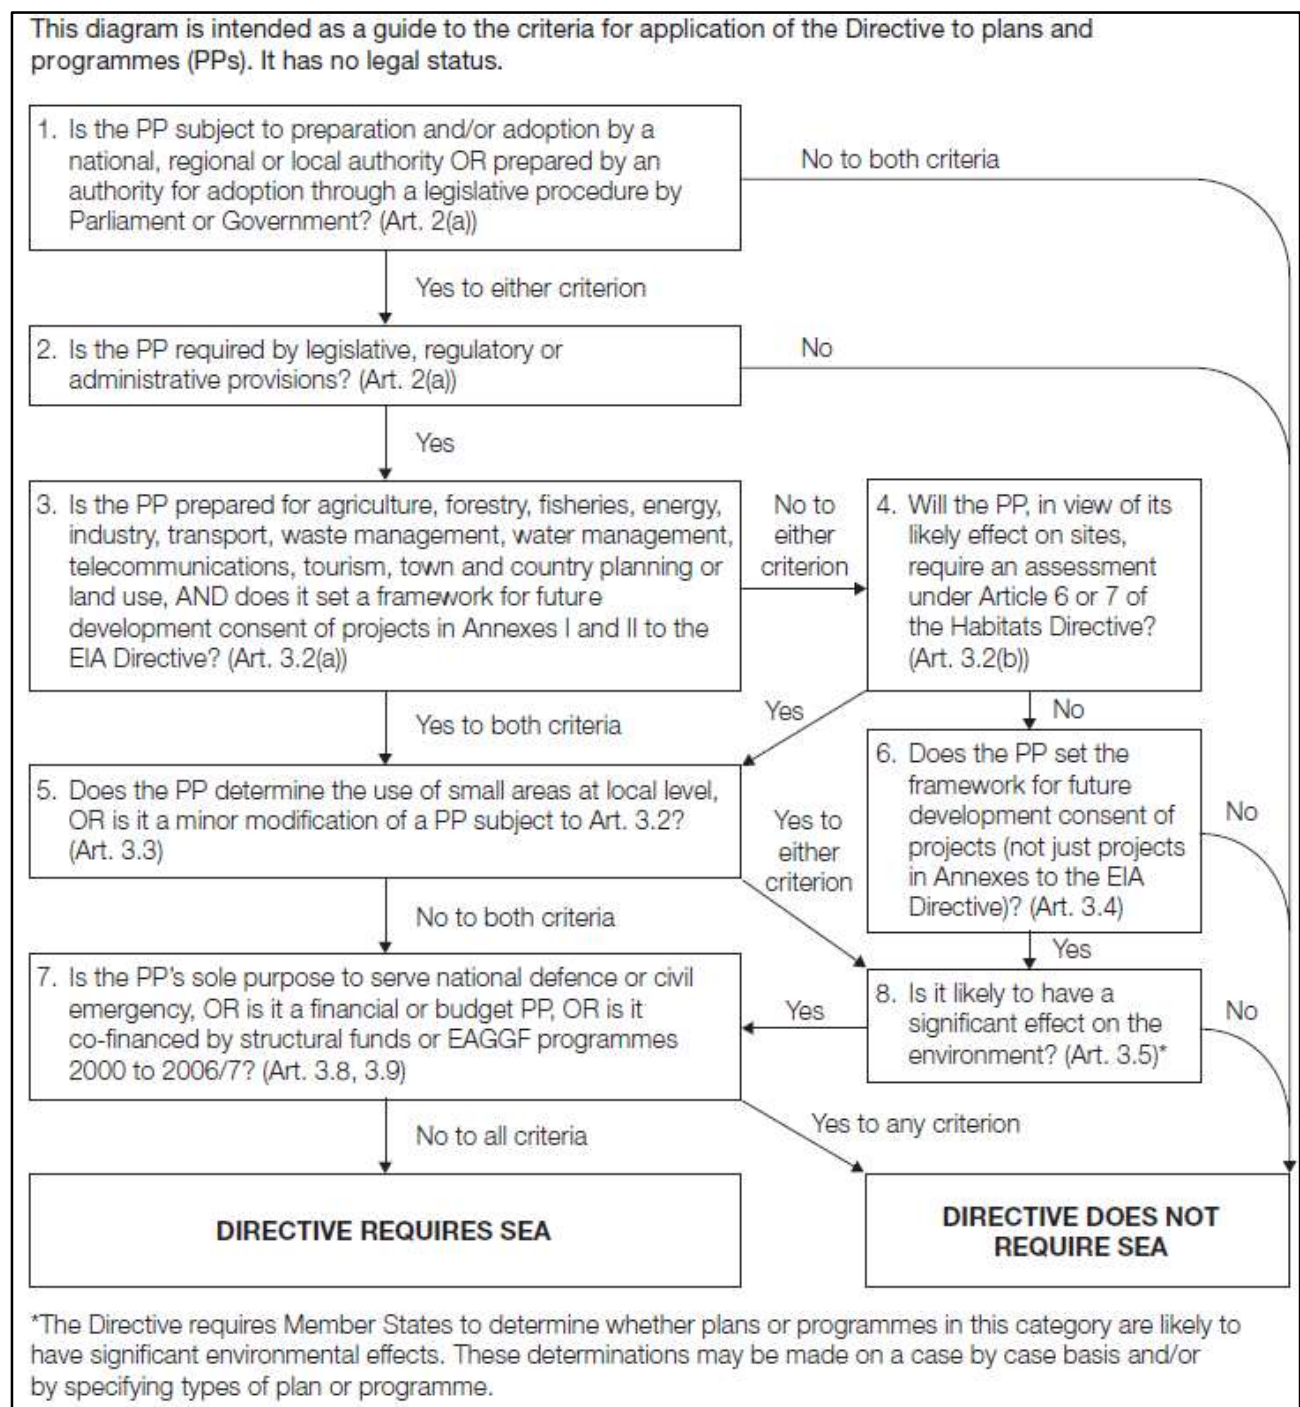 This diagram is intended as a guide to the criteria for application of the Directive to plans and
programmes (PPs). It has no legal status.
1. Is the PP subject to preparation and/or adoption by a
national, regional or local authority OR prepared by an
authority for adoption through a legislative procedure by
Parliament or Government? (Art. 2(a))
No to both criteria
Yes to either criterion
2. Is the PP required by legislative, regulatory or
administrative provisions? (Art. 2(a))
No
Yes
3. Is the PP prepared for agriculture, forestry, fisheries, energy,
industry, transport, waste management, water management,
telecommunications, tourism, town and country planning or
land use, AND does it set a framework for future
development consent of projects in Annexes I and II to the
EIA Directive? (Art. 3.2(a))
No to
either
criterion
4. Will the PP, in view of its
likely effect on sites,
require an assessment
under Article 6 or 7 of
the Habitats Directive?
(Art. 3.2(b))
Yes to both criteria
Yes
No
5. Does the PP determine the use of small areas at local level,
OR is it a minor modification of a PP subject to Art. 3.2?
(Art. 3.3)
Yes to
either
criterion
6. Does the PP set the
framework for future
development consent of
projects (not just projects
in Annexes to the EIA
Directive)? (Art. 3.4)
No
No to both criteria
Yes
7. Is the PP's sole purpose to serve national defence or civil
emergency, OR is it a financial or budget PP, OR is it
co-financed by structural funds or EAGGF programmes
2000 to 2006/7? (Art. 3.8, 3.9)
Yes
8. Is it likely to have a
significant effect on the
environment? (Art. 3.5)*
No
No to all criteria
Yes to any criterion
DIRECTIVE REQUIRES SEA
DIRECTIVE DOES NOT
REQUIRE SEA
*The Directive requires Member States to determine whether plans or programmes in this category are likely to
have significant environmental effects. These determinations may be made on a case by case basis and/or
by specifying types of plan or programme.